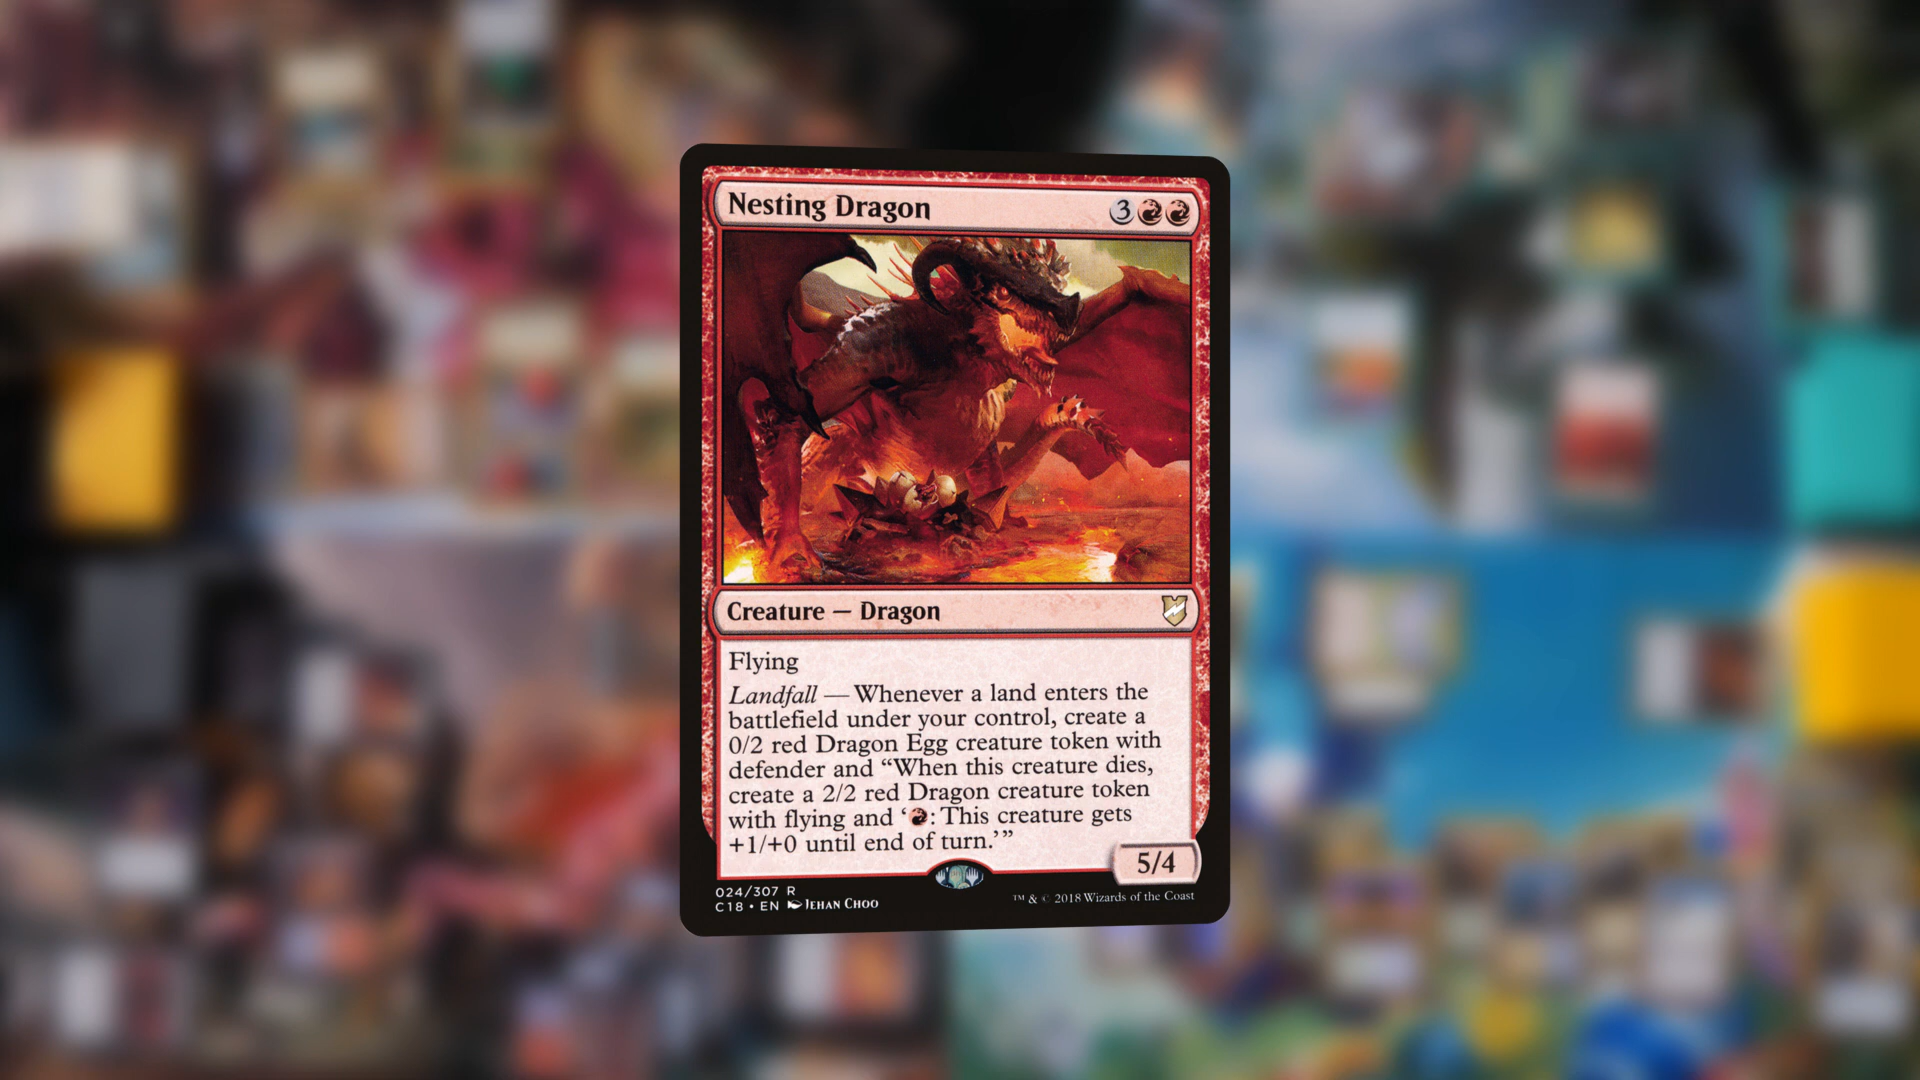 Nesting Dragon 3
Creature — Dragon
Flying
Landfall — Whenever a land enters the
battlefield under your control, create a
0/2 red Dragon Egg creature token with
defender and “When this creature dies,
create a 2/2 red Dragon creature token
with flying and ‘ : This creature gets
+1/+0 until end of turn.’”
5/4
024/307 R
C18 • EN Jehan Choo
™ & © 2018 Wizards of the Coast